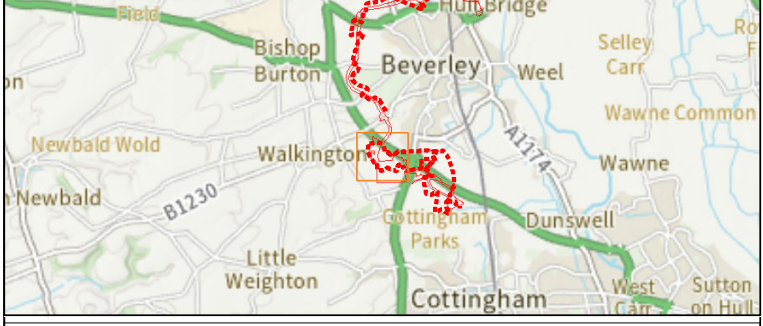 Hull Bridge
Field
Bishop
Burton
Beverley
Selley
Carr
Ro
F
on
Weel
Wawne Common
Newbald Wold
Walkington
A1174
Wawne
Newbald
B1230
Cottingham
Parks
Dunswell
Little
Weighton
Cottingham
West
Carr
Sutton
on Hull